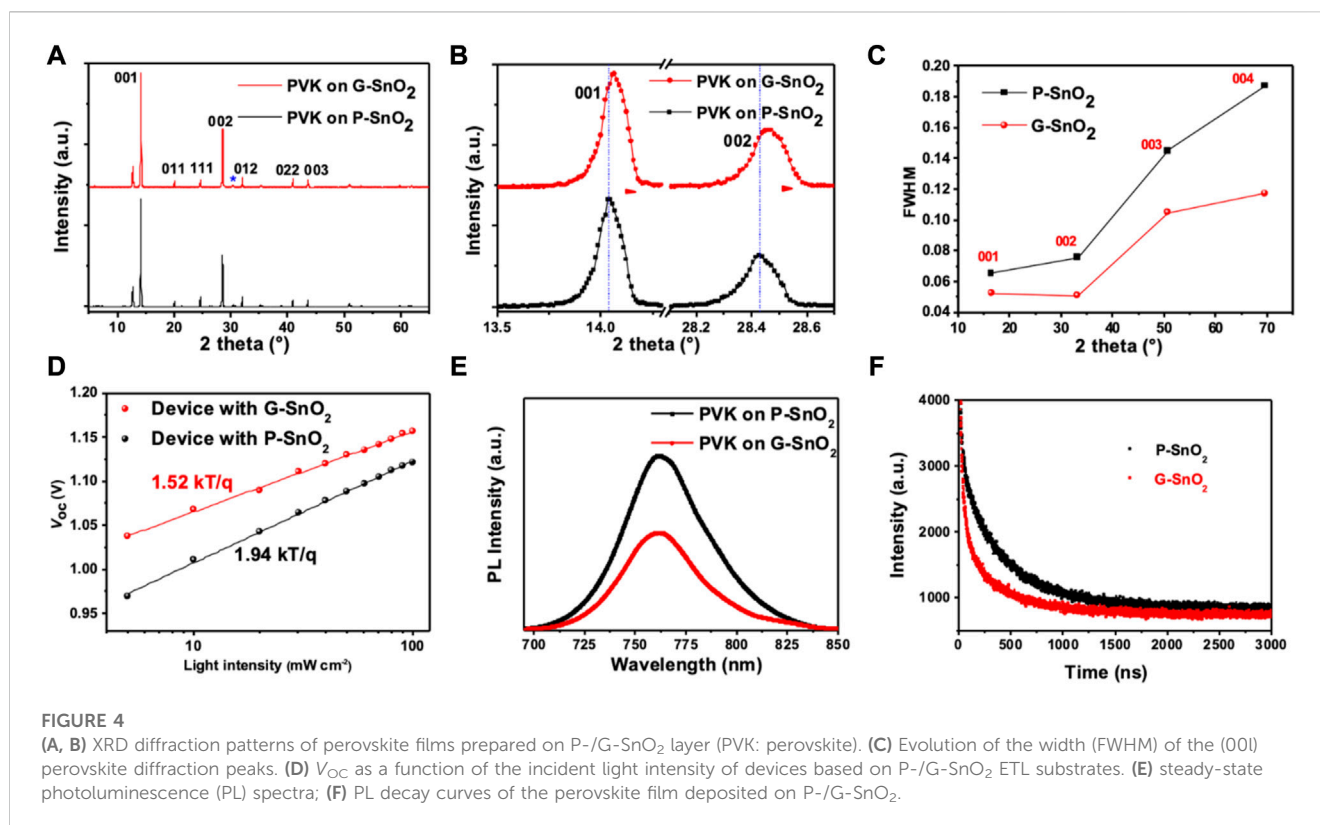 A
Intensity (a.u.)
001
PVK on G-SnO₂
PVK on P-SnO₂
002
011 111 * 012 022 003
10 20 30 40 50 60
2 theta (°)
B
Intensity (a.u.)
PVK on G-SnO₂
PVK on P-SnO₂
001
002
13.5 14.0 28.2 28.4 28.6
2 theta (°)
C
FWHM
0.20
0.18
0.16
0.14
0.12
0.10
0.08
0.06
0.04
P-SnO₂
G-SnO₂
001
002
003
004
10 20 30 40 50 60 70
2 theta (°)
D
V_OC (V)
1.20
1.15
1.10
1.05
1.00
0.95
Device with G-SnO₂
Device with P-SnO₂
1.52 kT/q
1.94 kT/q
10 100
Light intensity (mW cm⁻²)
E
PL Intensity (a.u.)
PVK on P-SnO₂
PVK on G-SnO₂
700 725 750 775 800 825 850
Wavelength (nm)
F
Intensity (a.u.)
4000
3000
2000
1000
P-SnO₂
G-SnO₂
0 500 1000 1500 2000 2500 3000
Time (ns)
FIGURE 4
(A, B) XRD diffraction patterns of perovskite films prepared on P-/G-SnO₂ layer (PVK: perovskite). (C) Evolution of the width (FWHM) of the (00l)
perovskite diffraction peaks. (D) V_OC as a function of the incident light intensity of devices based on P-/G-SnO₂ ETL substrates. (E) steady-state
photoluminescence (PL) spectra; (F) PL decay curves of the perovskite film deposited on P-/G-SnO₂.